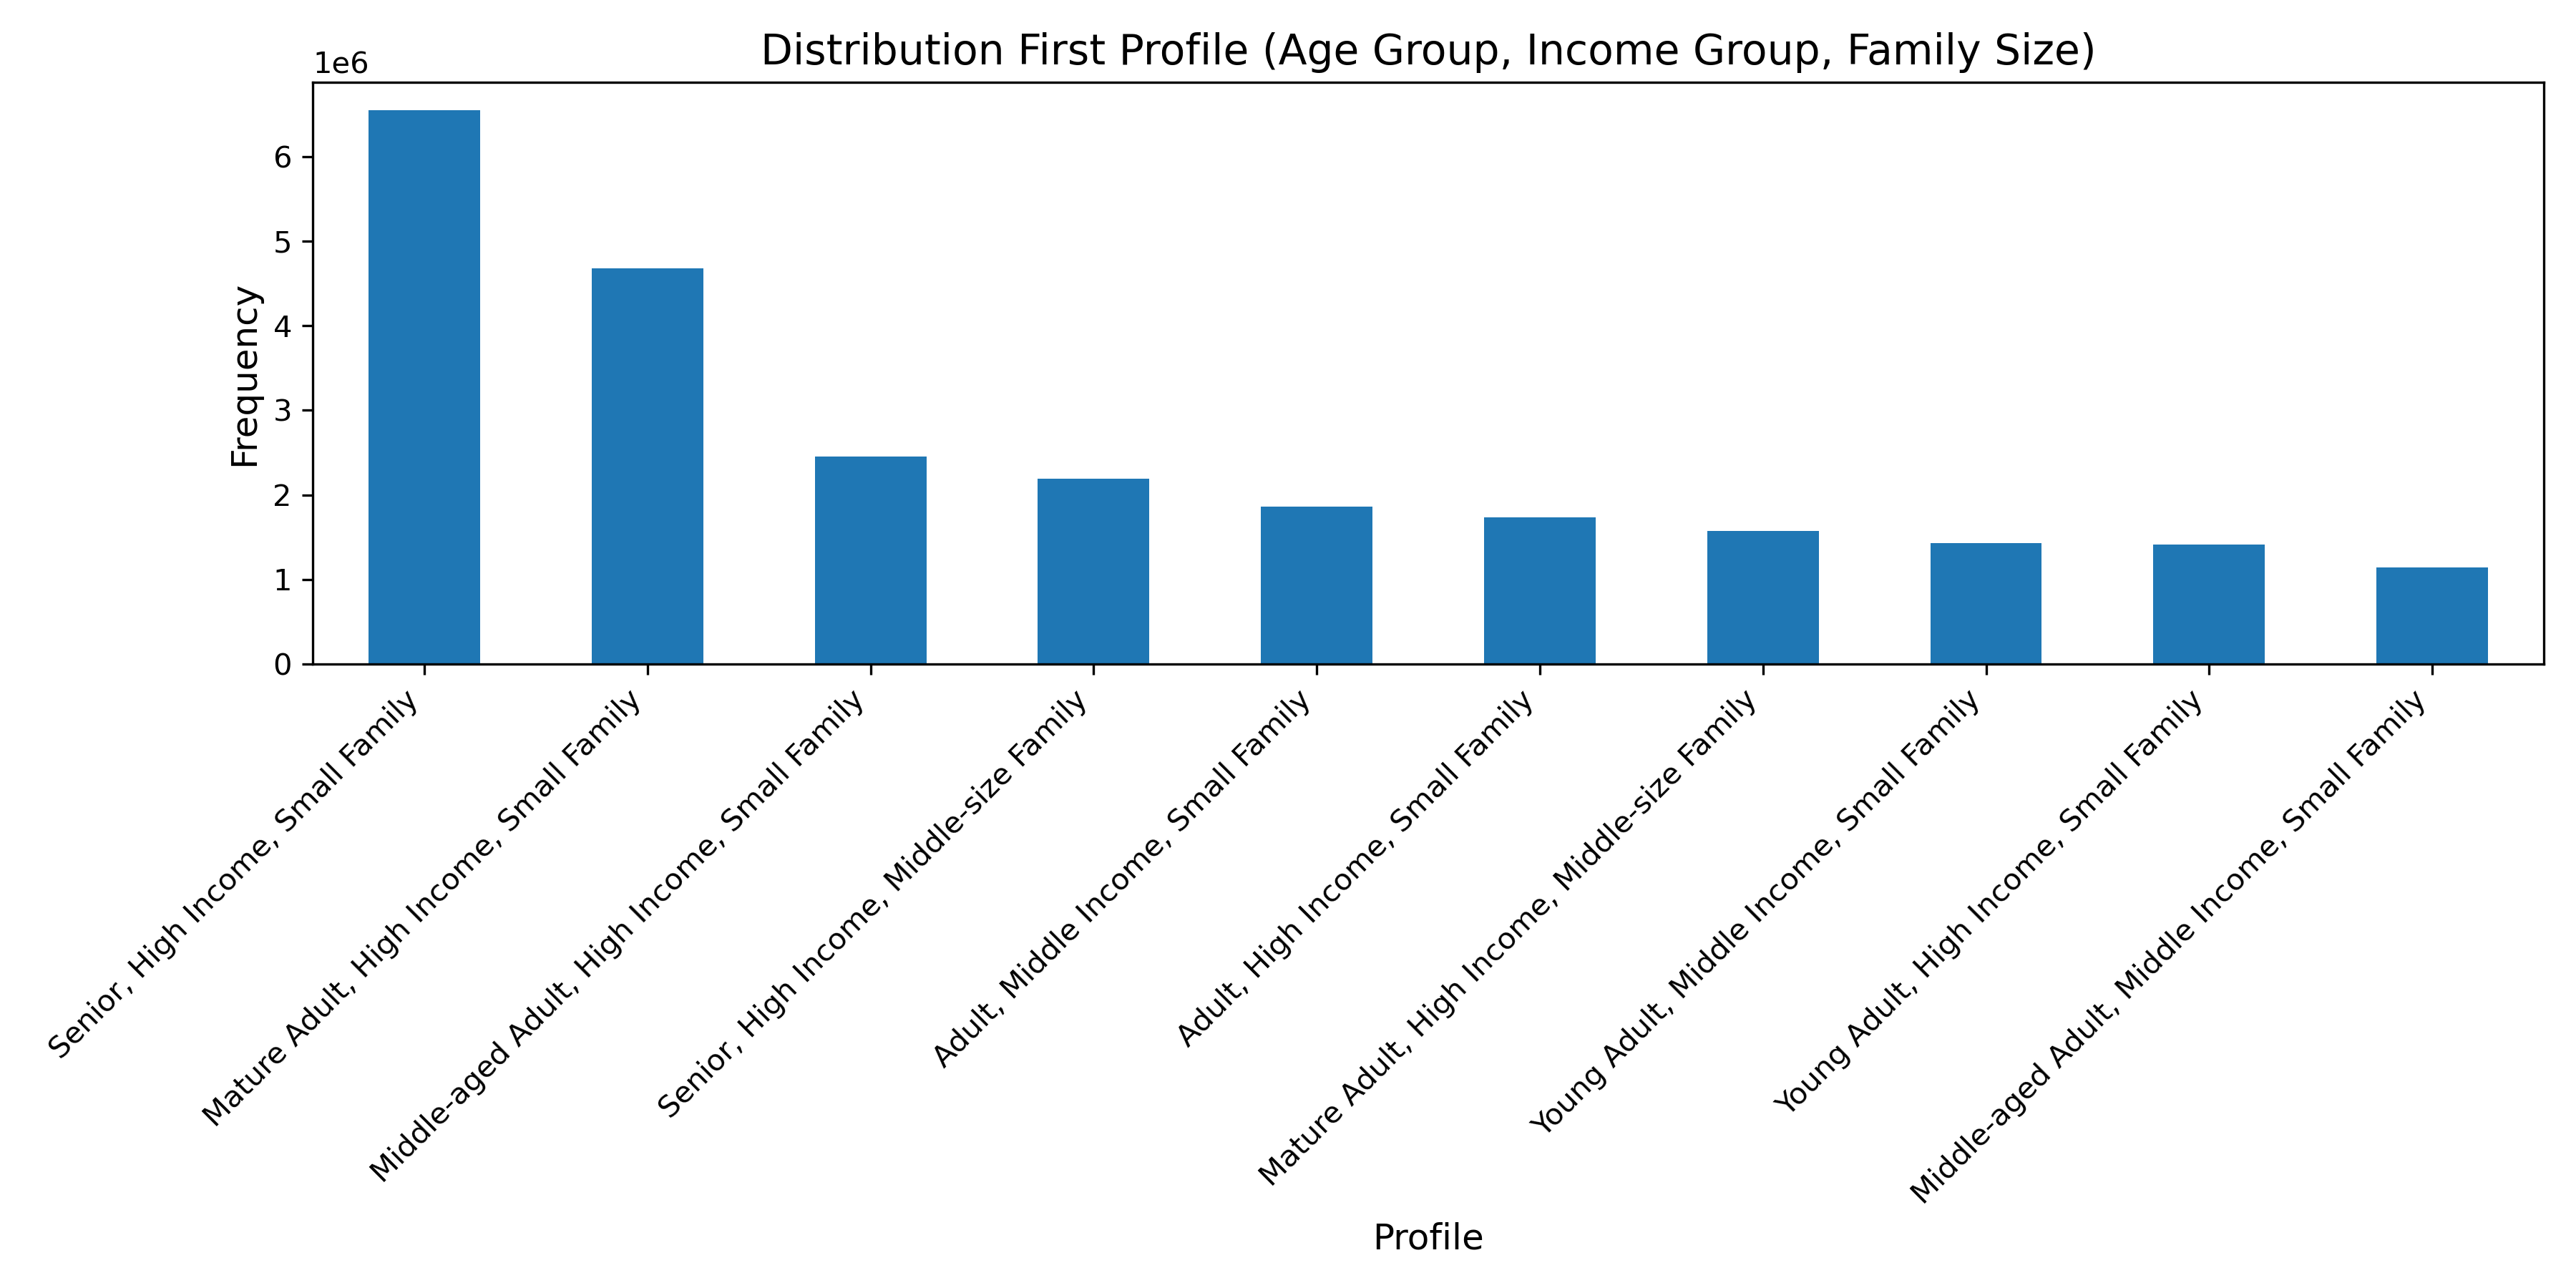 Distribution First Profile (Age Group, Income Group, Family Size)
1e6
6
5
4
3
2
1
0
Frequency
Senior, High Income, Small Family
Mature Adult, High Income, Small Family
Middle-aged Adult, High Income, Small Family
Senior, High Income, Middle-size Family
Adult, Middle Income, Small Family
Adult, High Income, Small Family
Mature Adult, High Income, Middle-size Family
Young Adult, Middle Income, Small Family
Young Adult, High Income, Small Family
Middle-aged Adult, Middle Income, Small Family
Profile